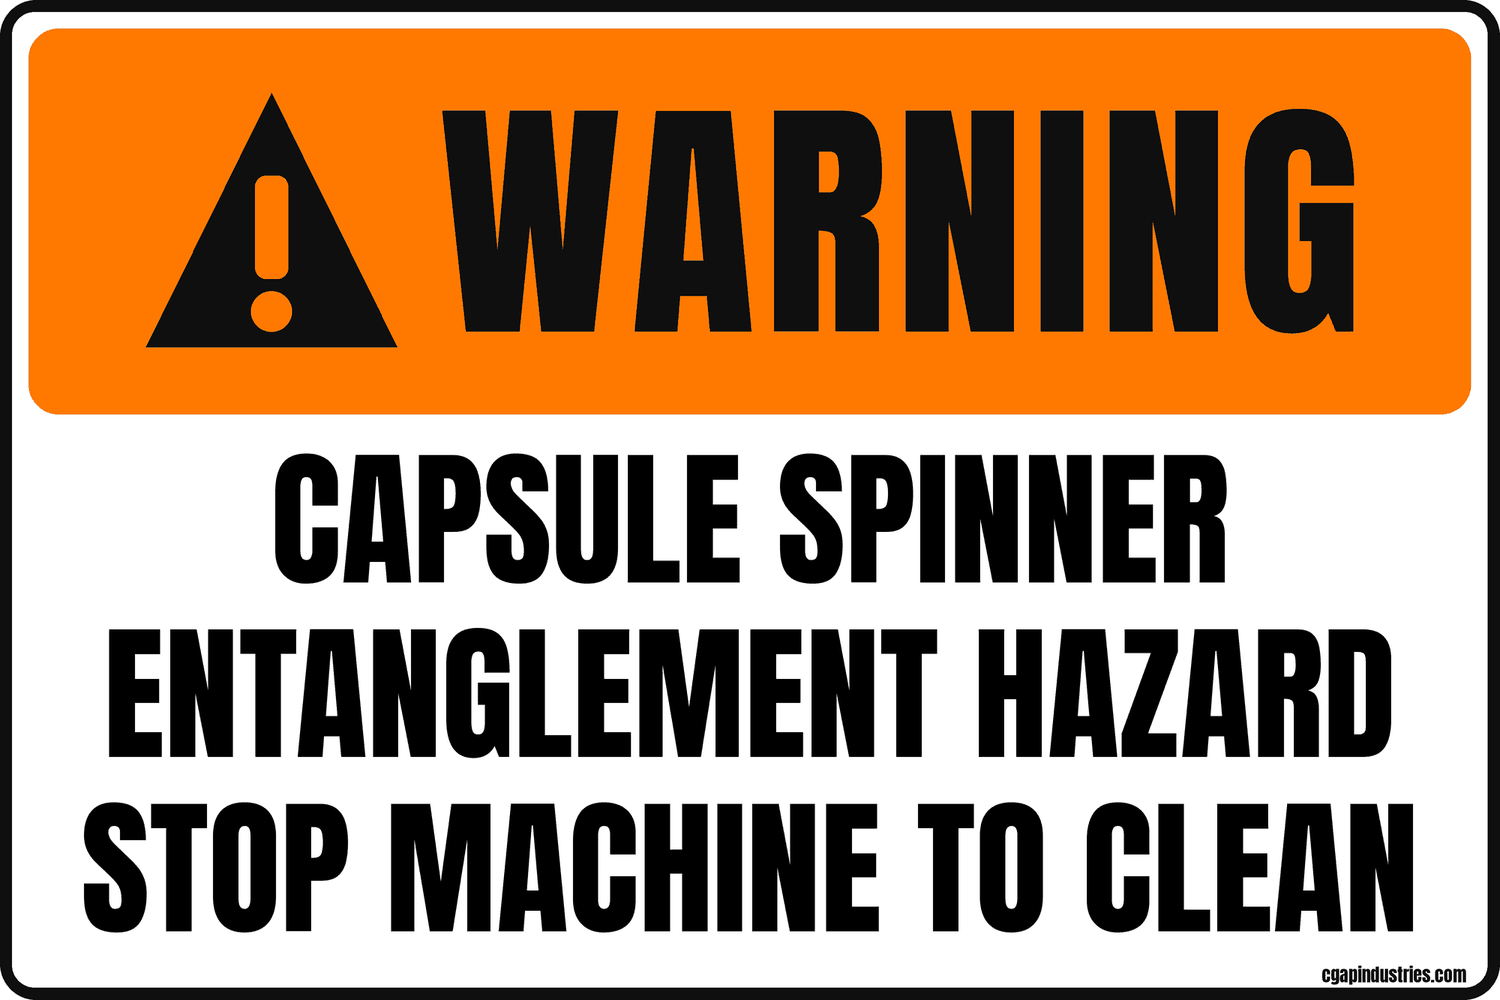 WARNING
CAPSULE SPINNER
ENTANGLEMENT HAZARD
STOP MACHINE TO CLEAN
cgapindustries.com